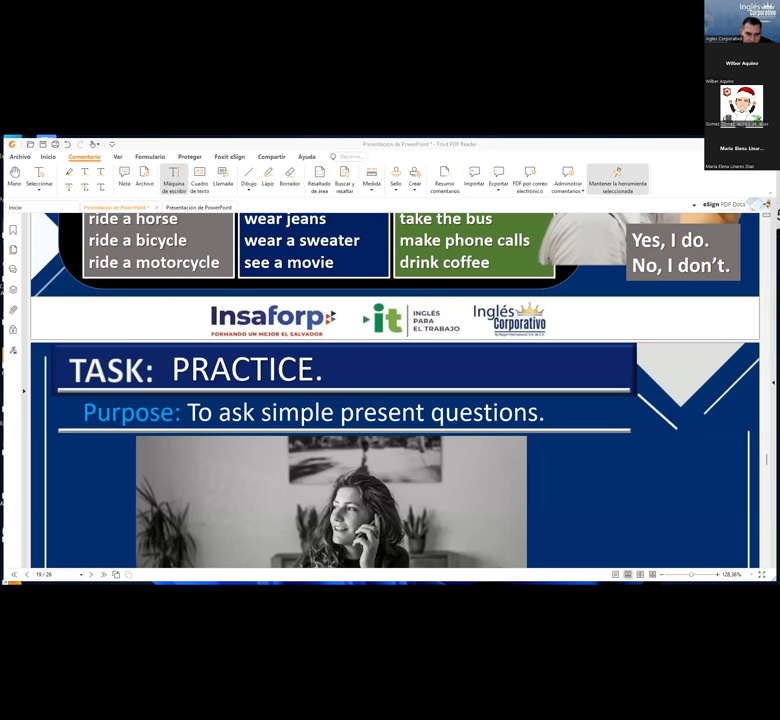 Inglés
Corporativo
Ingles Corporativo
Wilber Aquino
Wilber Aquino
Maria Elena Linar...
Maria Elena Linares Diaz
Presentación de PowerPoint * - Foxit PDF Reader
Archivo Inicio Comentario Ver Formulario Proteger Foxit eSign Compartir Ayuda
Mano Seleccionar Nota Archivo Máquina de escribir Cuadro de texto Llamada Dibujo Lápiz Borrador Resaltado de área Buscar y resaltar Medida Sello Crear Resumir comentarios Importar Exportar FDF por correo electrónico Administrar comentarios Mantener la herramienta seleccionada
Inicio Presentación de PowerPoint * Presentación de PowerPoint eSign PDF Docs
ride a horse wear jeans take the bus
ride a bicycle wear a sweater make phone calls
ride a motorcycle see a movie drink coffee
Yes, I do.
No, I don't.
Insaforp
FORMANDO UN MEJOR EL SALVADOR
it
INGLÉS
PARA
EL TRABAJO
Inglés
Corporativo
TASK: PRACTICE.
Purpose: To ask simple present questions.
19 / 26 128,36%